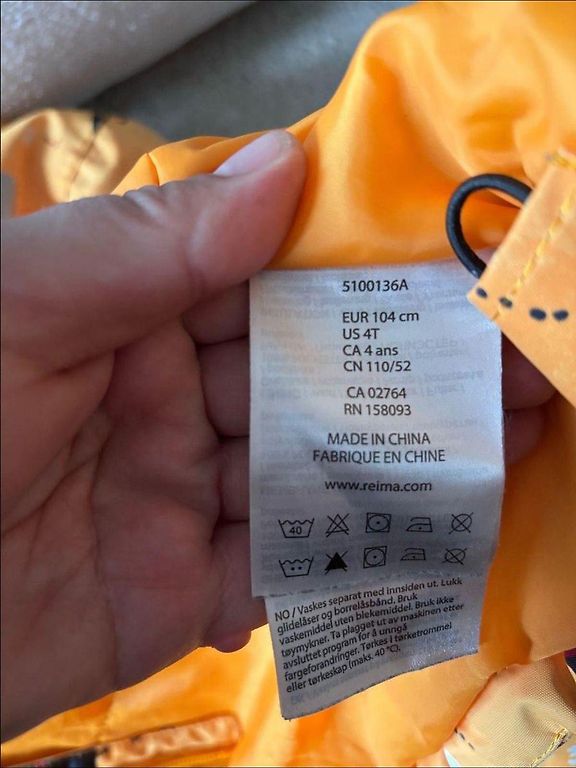 5100136A
EUR 104 cm
US 4T
CA 4 ans
CN 110/52
CA 02764
RN 158093
MADE IN CHINA
FABRIQUE EN CHINE
www.reima.com
40
NO / Vaskes separat med innsiden ut. Lukk
glidelåser og borrelåsbånd. Bruk
vaskemiddel uten blekemiddel. Bruk ikke
tøymykner. Ta plagget ut av maskinen etter
avsluttet program for å unngå
fargeforandringer. Tørkes i tørketrommel
eller tørkeskap (maks. 40 °C).